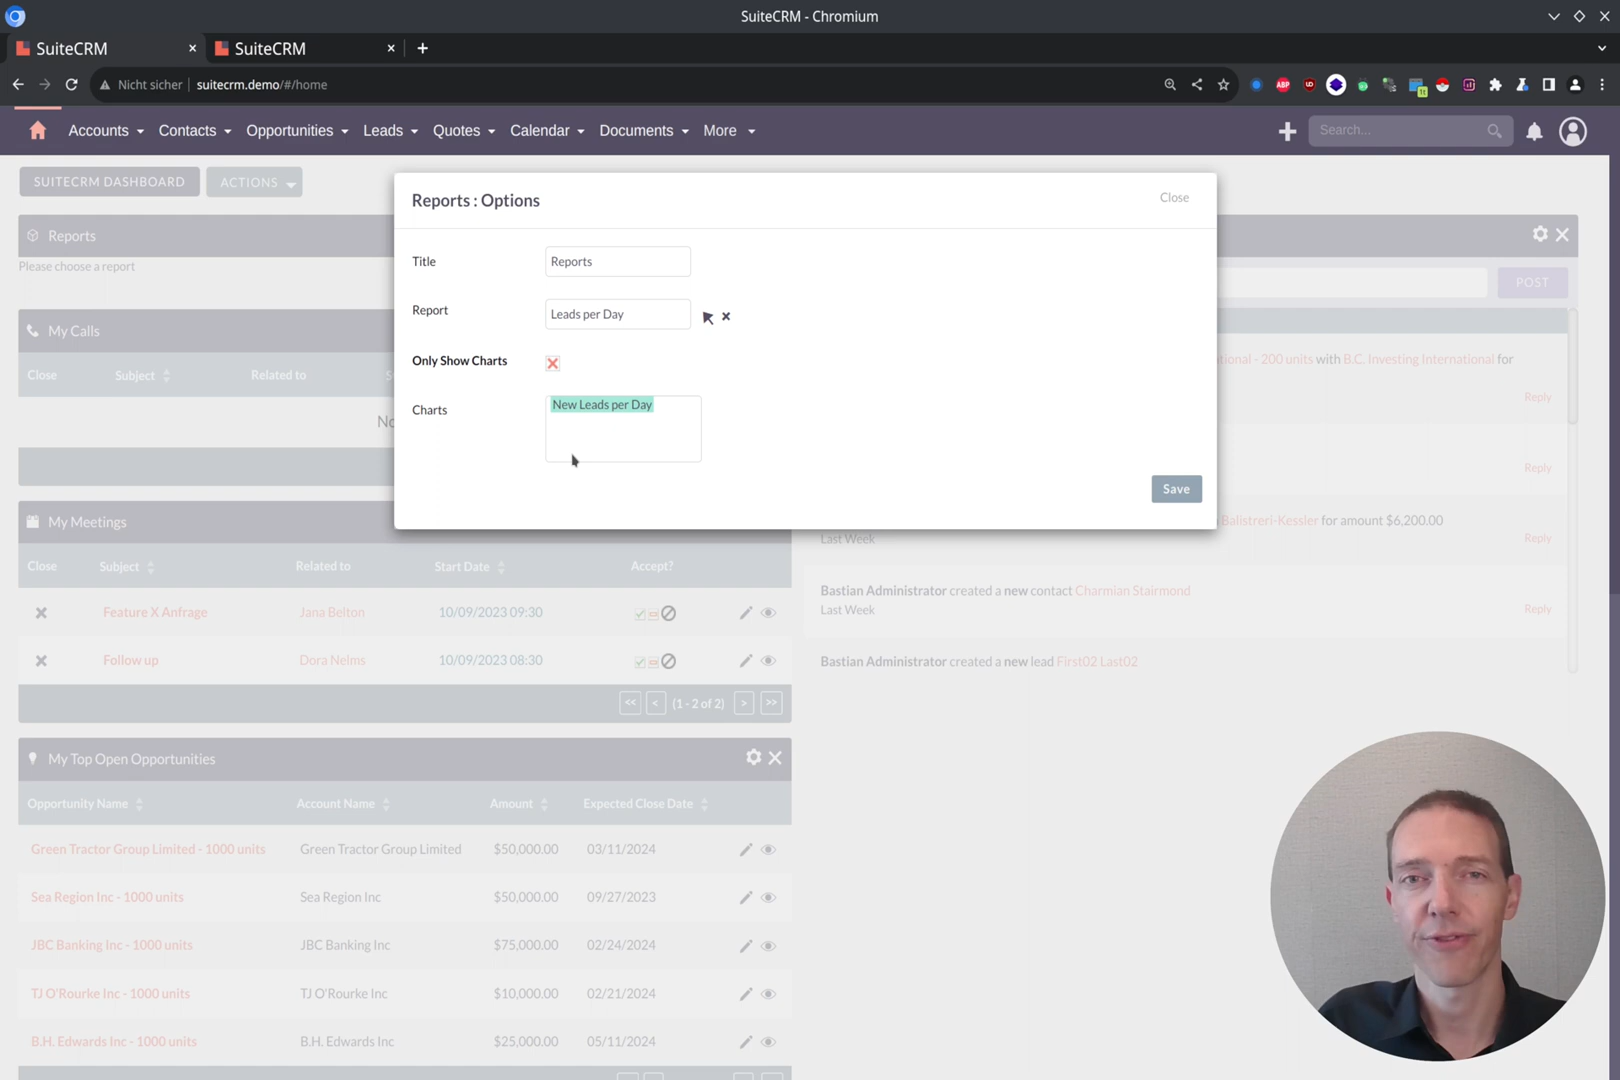 SuiteCRM - Chromium
SuiteCRM
SuiteCRM
Nicht sicher
suitecrm.demo/#/home
ABP
Accounts
Contacts
Opportunities
Leads
Quotes
Calendar
Documents
More
Search...
SUITECRM DASHBOARD
ACTIONS
Reports
Please choose a report
My Calls
Close
Subject
Related to
No
My Meetings
Close
Subject
Related to
Start Date
Accept?
Feature X Anfrage
Jana Belton
10/09/2023 09:30
Follow up
Dora Nelms
10/09/2023 08:30
<< < (1 - 2 of 2) > >>
My Top Open Opportunities
Opportunity Name
Account Name
Amount
Expected Close Date
Green Tractor Group Limited - 1000 units
Green Tractor Group Limited
$50,000.00
03/11/2024
Sea Region Inc - 1000 units
Sea Region Inc
$50,000.00
09/27/2023
JBC Banking Inc - 1000 units
JBC Banking Inc
$75,000.00
02/24/2024
TJ O'Rourke Inc - 1000 units
TJ O'Rourke Inc
$10,000.00
02/21/2024
B.H. Edwards Inc - 1000 units
B.H. Edwards Inc
$25,000.00
05/11/2024
Reports : Options
Close
Title
Reports
Report
Leads per Day
Only Show Charts
Charts
New Leads per Day
Save
POST
ational - 200 units with B.C. Investing International for
Reply
Reply
Balistreri-Kessler for amount $6,200.00
Last Week
Reply
Bastian Administrator created a new contact Charmian Stairmond
Last Week
Reply
Bastian Administrator created a new lead First02 Last02